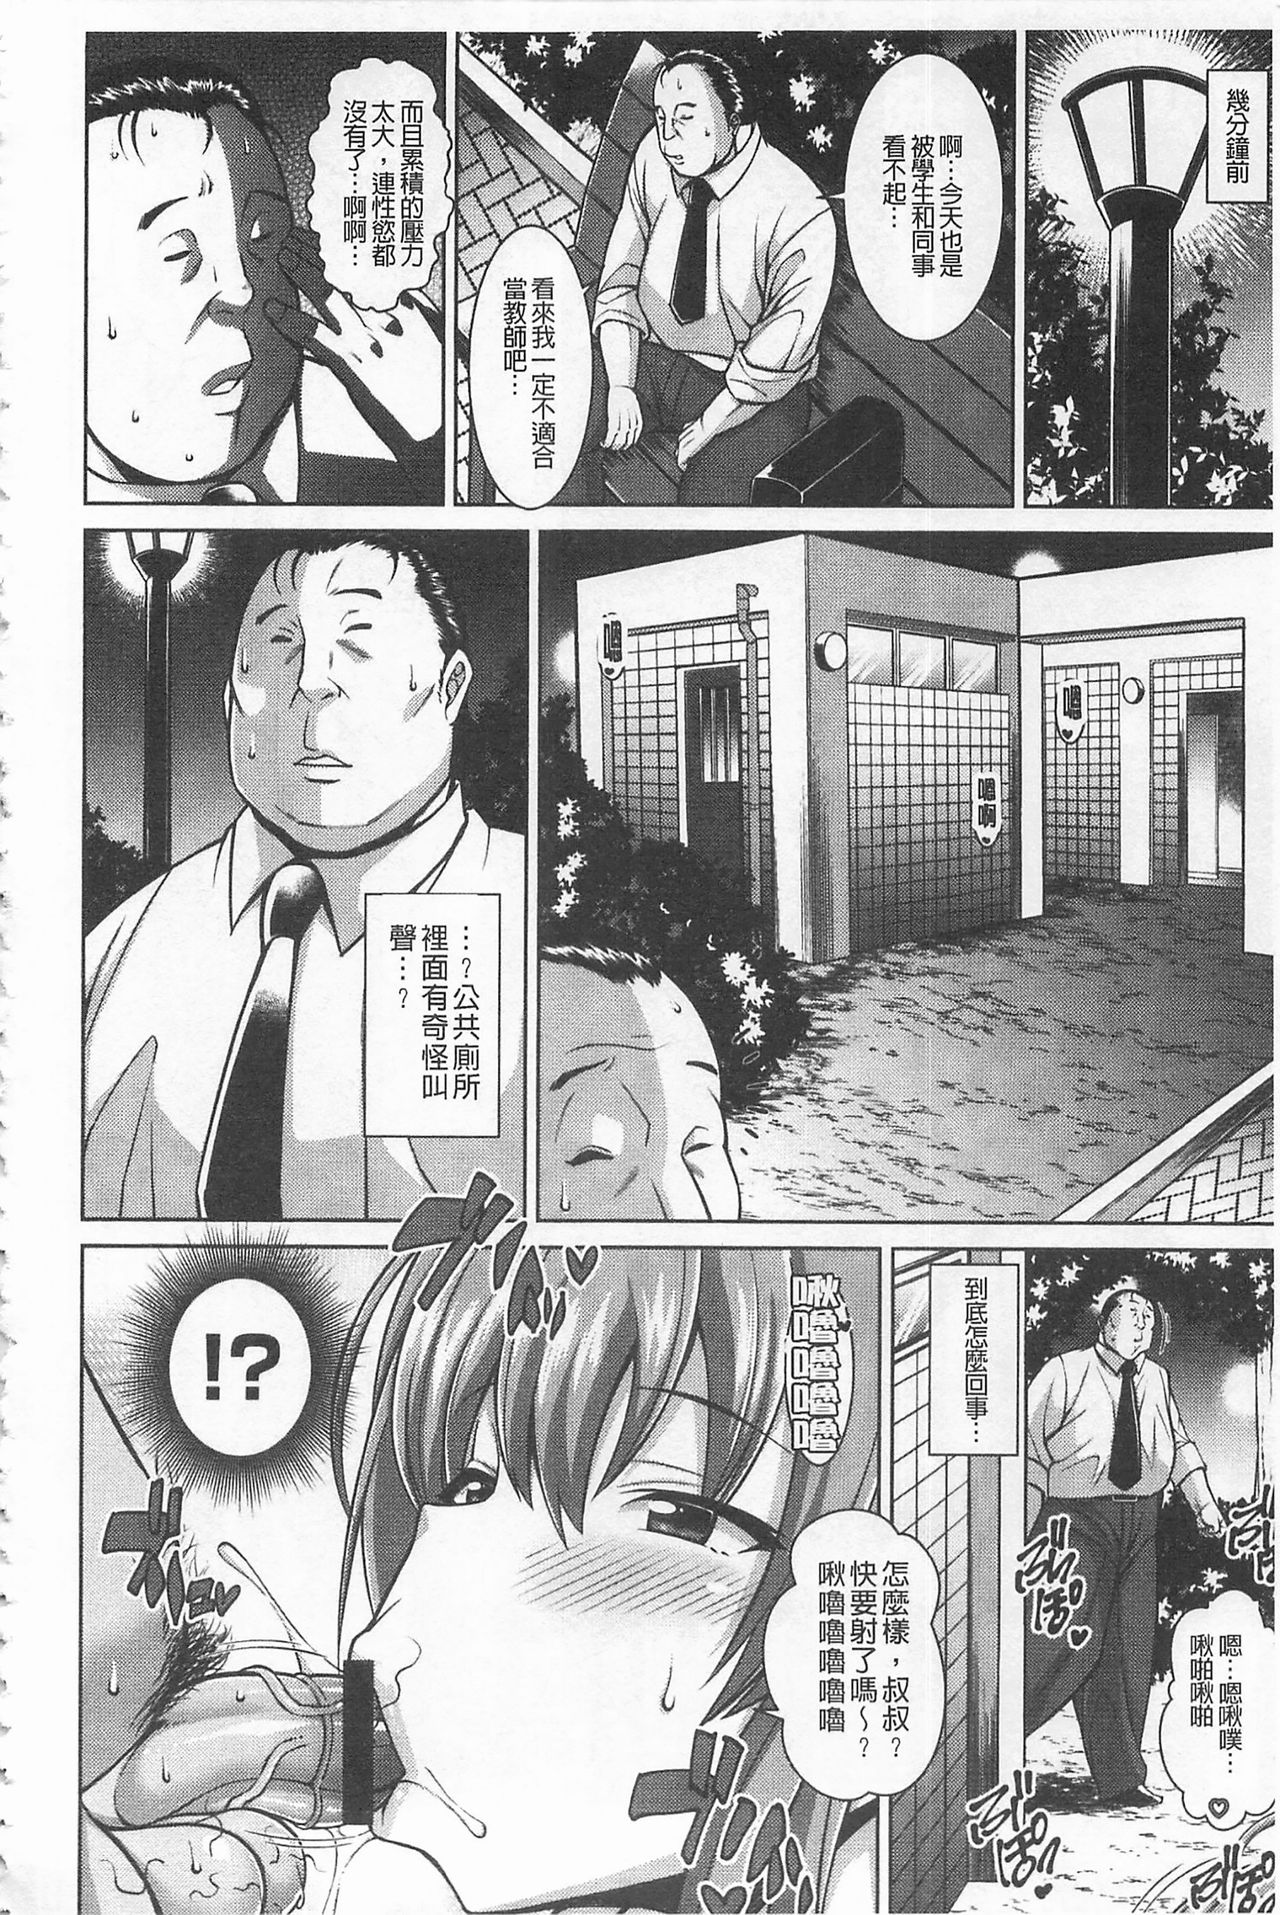 幾分鐘前
啊…今天也是
被學生和同事
看不起…
看來我一定不適合
當教師吧…
而且累積的壓力
太大，連性慾都
沒有了…啊啊…
嗯
嗯
嗯啊
…？公共廁所
裡面有奇怪叫
聲…？
到底怎麼回事…
嗯…嗯啾噗…
啾啪啾啪
啾嚕嚕嚕嚕
怎麼樣，叔叔？
快要射了嗎～？
啾嚕嚕嚕嚕嚕
!?